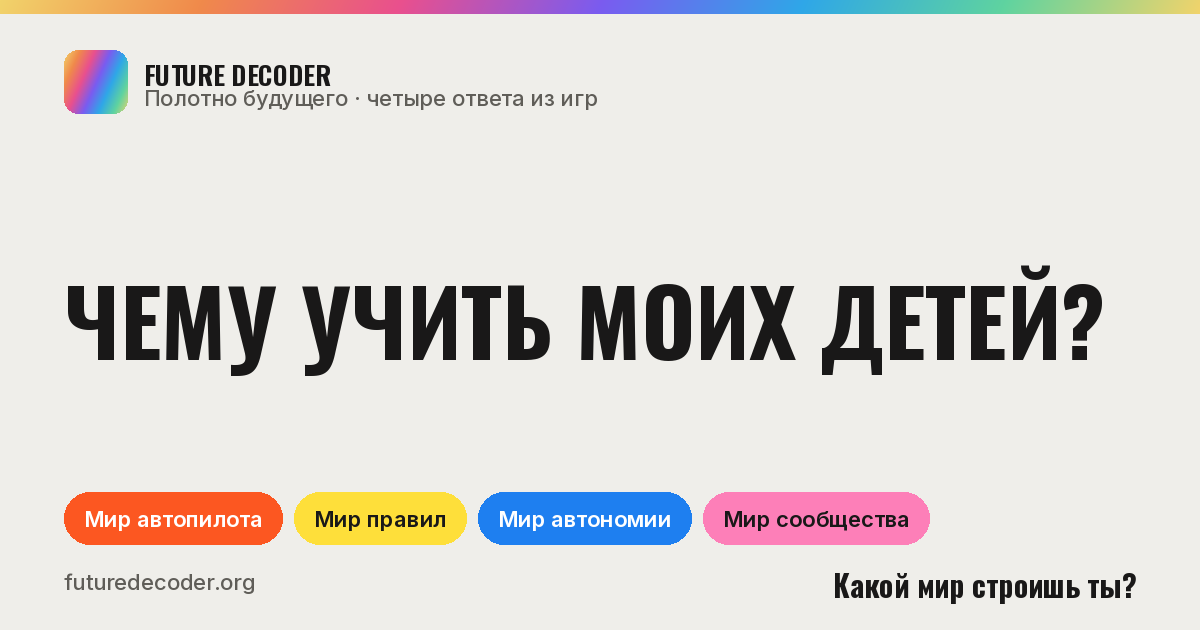 FUTURE DECODER
Полотно будущего · четыре ответа из игр
ЧЕМУ УЧИТЬ МОИХ ДЕТЕЙ?
Мир автопилота
Мир правил
Мир автономии
Мир сообщества
futuredecoder.org
Какой мир строишь ты?